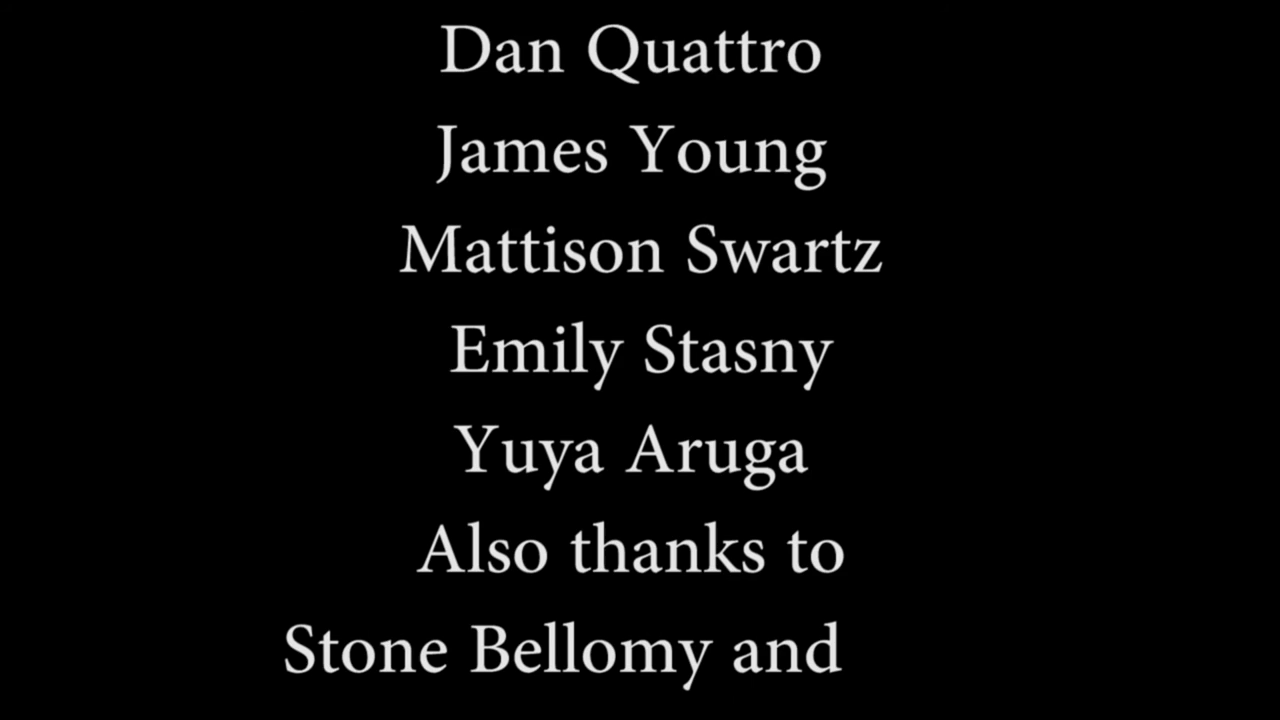 Dan Quattro
James Young
Mattison Swartz
Emily Stasny
Yuya Aruga
Also thanks to
Stone Bellomy and